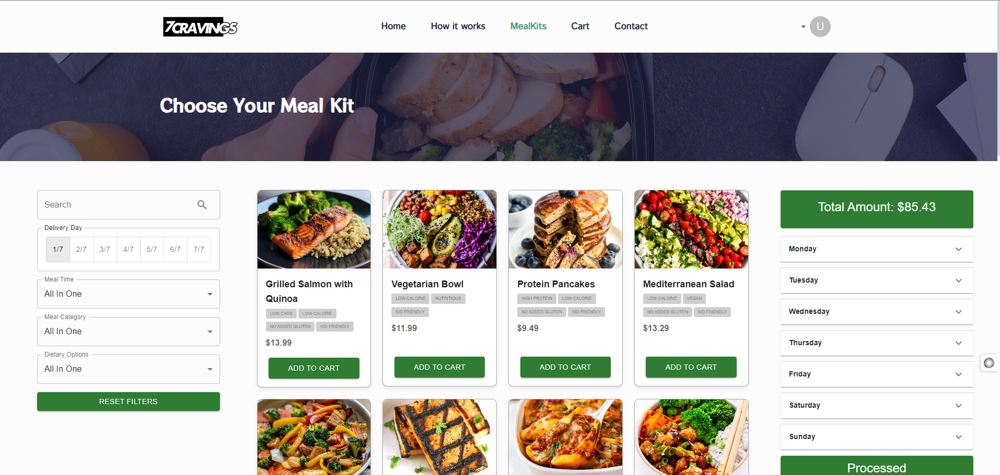 7CRAVINGS
Home
How it works
MealKits
Cart
Contact
U
Choose Your Meal Kit
Search
Delivery Day
1/7
2/7
3/7
4/7
5/7
6/7
7/7
Meal Time
All In One
Meal Category
All In One
Dietary Options
All In One
RESET FILTERS
Grilled Salmon with
Quinoa
LOW CARB
LOW-CALORIE
NO ADDED GLUTEN
KID FRIENDLY
$13.99
ADD TO CART
Vegetarian Bowl
LOW-CALORIE
NUTRITIOUS
KID FRIENDLY
$11.99
ADD TO CART
Protein Pancakes
HIGH PROTEIN
LOW-CALORIE
NO ADDED GLUTEN
KID FRIENDLY
$9.49
ADD TO CART
Mediterranean Salad
LOW-CALORIE
VEGAN
NO ADDED GLUTEN
KID FRIENDLY
$13.29
ADD TO CART
Total Amount: $85.43
Monday
Tuesday
Wednesday
Thursday
Friday
Saturday
Sunday
Processed